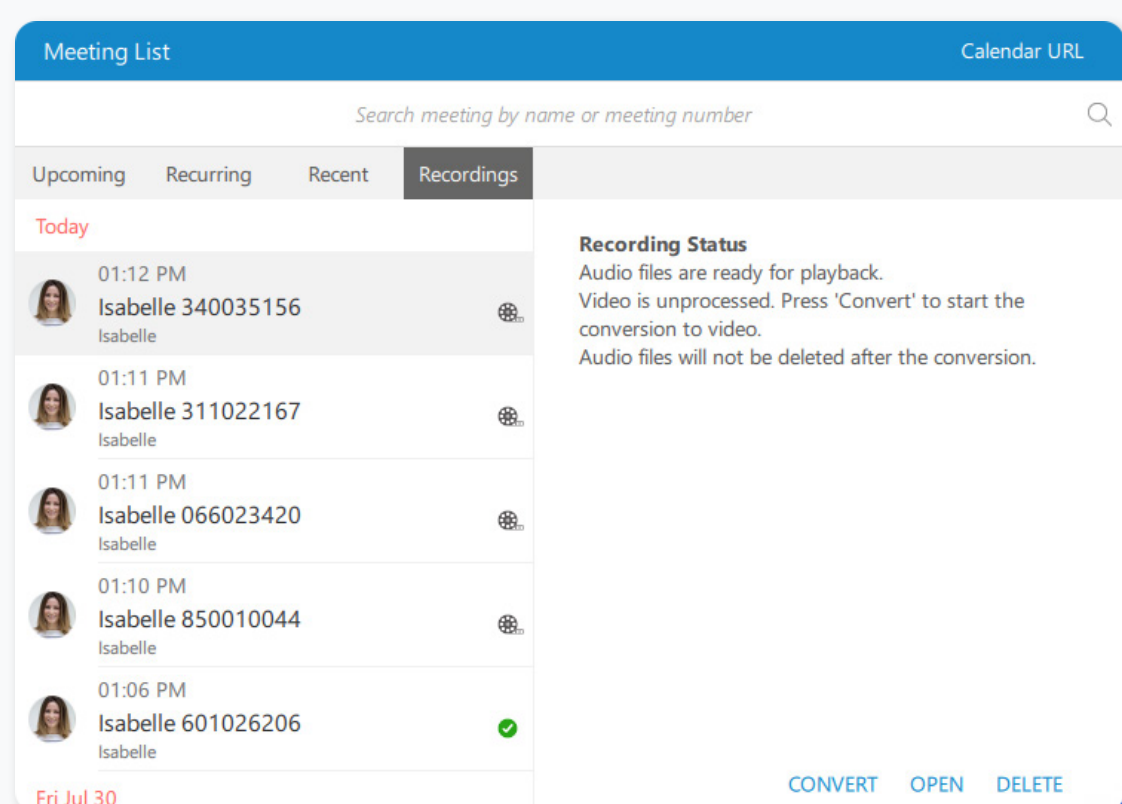 Meeting List
Calendar URL
Search meeting by name or meeting number
Upcoming
Recurring
Recent
Recordings
Today
01:12 PM
Isabelle 340035156
Isabelle
01:11 PM
Isabelle 311022167
Isabelle
01:11 PM
Isabelle 066023420
Isabelle
01:10 PM
Isabelle 850010044
Isabelle
01:06 PM
Isabelle 601026206
Isabelle
Fri Jul 30
Recording Status
Audio files are ready for playback.
Video is unprocessed. Press 'Convert' to start the
conversion to video.
Audio files will not be deleted after the conversion.
CONVERT
OPEN
DELETE